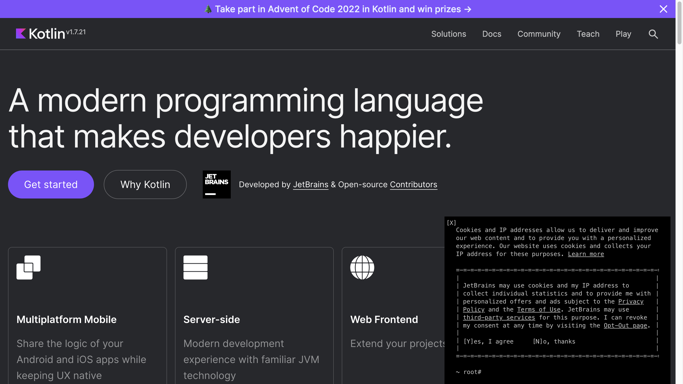 🎄 Take part in Advent of Code 2022 in Kotlin and win prizes →
Kotlin v1.7.21
Solutions Docs Community Teach Play
A modern programming language
that makes developers happier.
Get started
Why Kotlin
JET
BRAINS
Developed by JetBrains & Open-source Contributors
Multiplatform Mobile
Share the logic of your
Android and iOS apps while
keeping UX native
Server-side
Modern development
experience with familiar JVM
technology
Web Frontend
Extend your projects
[X]
Cookies and IP addresses allow us to deliver and improve
our web content and to provide you with a personalized
experience. Our website uses cookies and collects your
IP address for these purposes. Learn more
JetBrains may use cookies and my IP address to
collect individual statistics and to provide me with
personalized offers and ads subject to the Privacy
Policy and the Terms of Use. JetBrains may use
third-party services for this purpose. I can revoke
my consent at any time by visiting the Opt-Out page.
[Y]es, I agree [N]o, thanks
~ root#